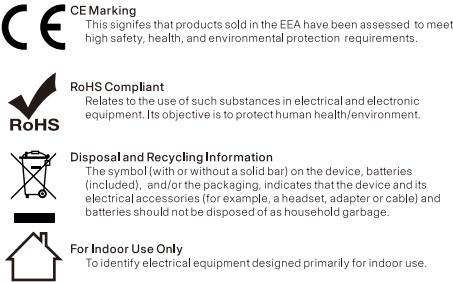 CE Marking
This signifes that products sold in the EEA have been assessed to meet
high safety, health, and environmental protection requirements.
RoHS
RoHS Compliant
Relates to the use of such substances in electrical and electronic
equipment. Its objective is to protect human health/environment.
Disposal and Recycling Information
The symbol (with or without a solid bar) on the device, batteries
(included), and/or the packaging, indicates that the device and its
electrical accessories (for example, a headset, adapter or cable) and
batteries should not be disposed of as household garbage.
For Indoor Use Only
To identify electrical equipment designed primarily for indoor use.